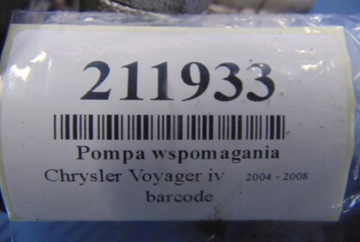 211933
Pompa wspomagania
Chrysler Voyager iv 2004 - 2008
barcode